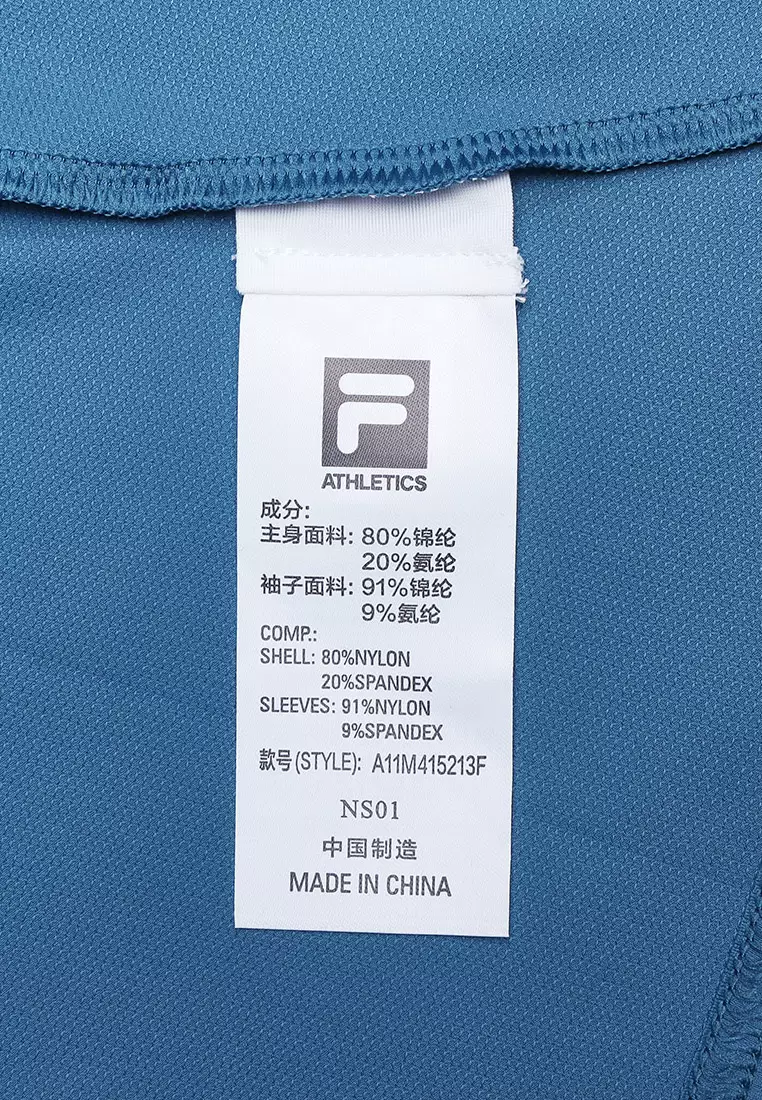 F
ATHLETICS
成分:
主身面料: 80%锦纶
20%氨纶
袖子面料: 91%锦纶
9%氨纶
COMP.:
SHELL: 80%NYLON
20%SPANDEX
SLEEVES: 91%NYLON
9%SPANDEX
款号(STYLE): A11M415213F
NS01
中国制造
MADE IN CHINA